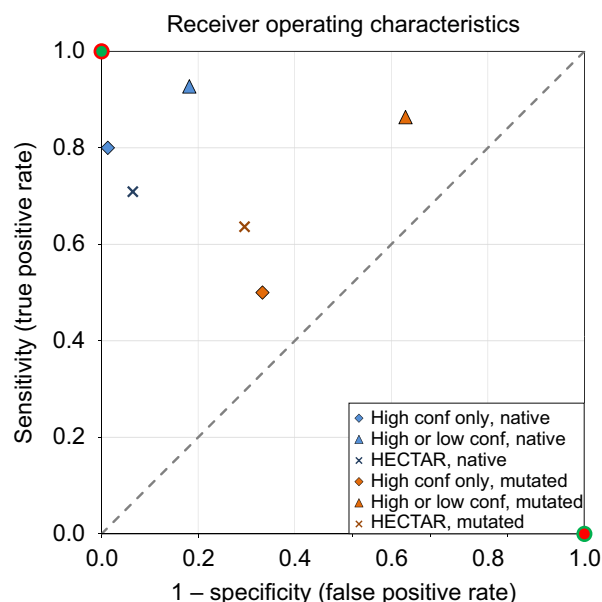 Receiver operating characteristics
Sensitivity (true positive rate)
1.0
0.8
0.6
0.4
0.2
0.0
High conf only, native
High or low conf, native
HECTAR, native
High conf only, mutated
High or low conf, mutated
HECTAR, mutated
0.0 0.2 0.4 0.6 0.8 1.0
1 – specificity (false positive rate)